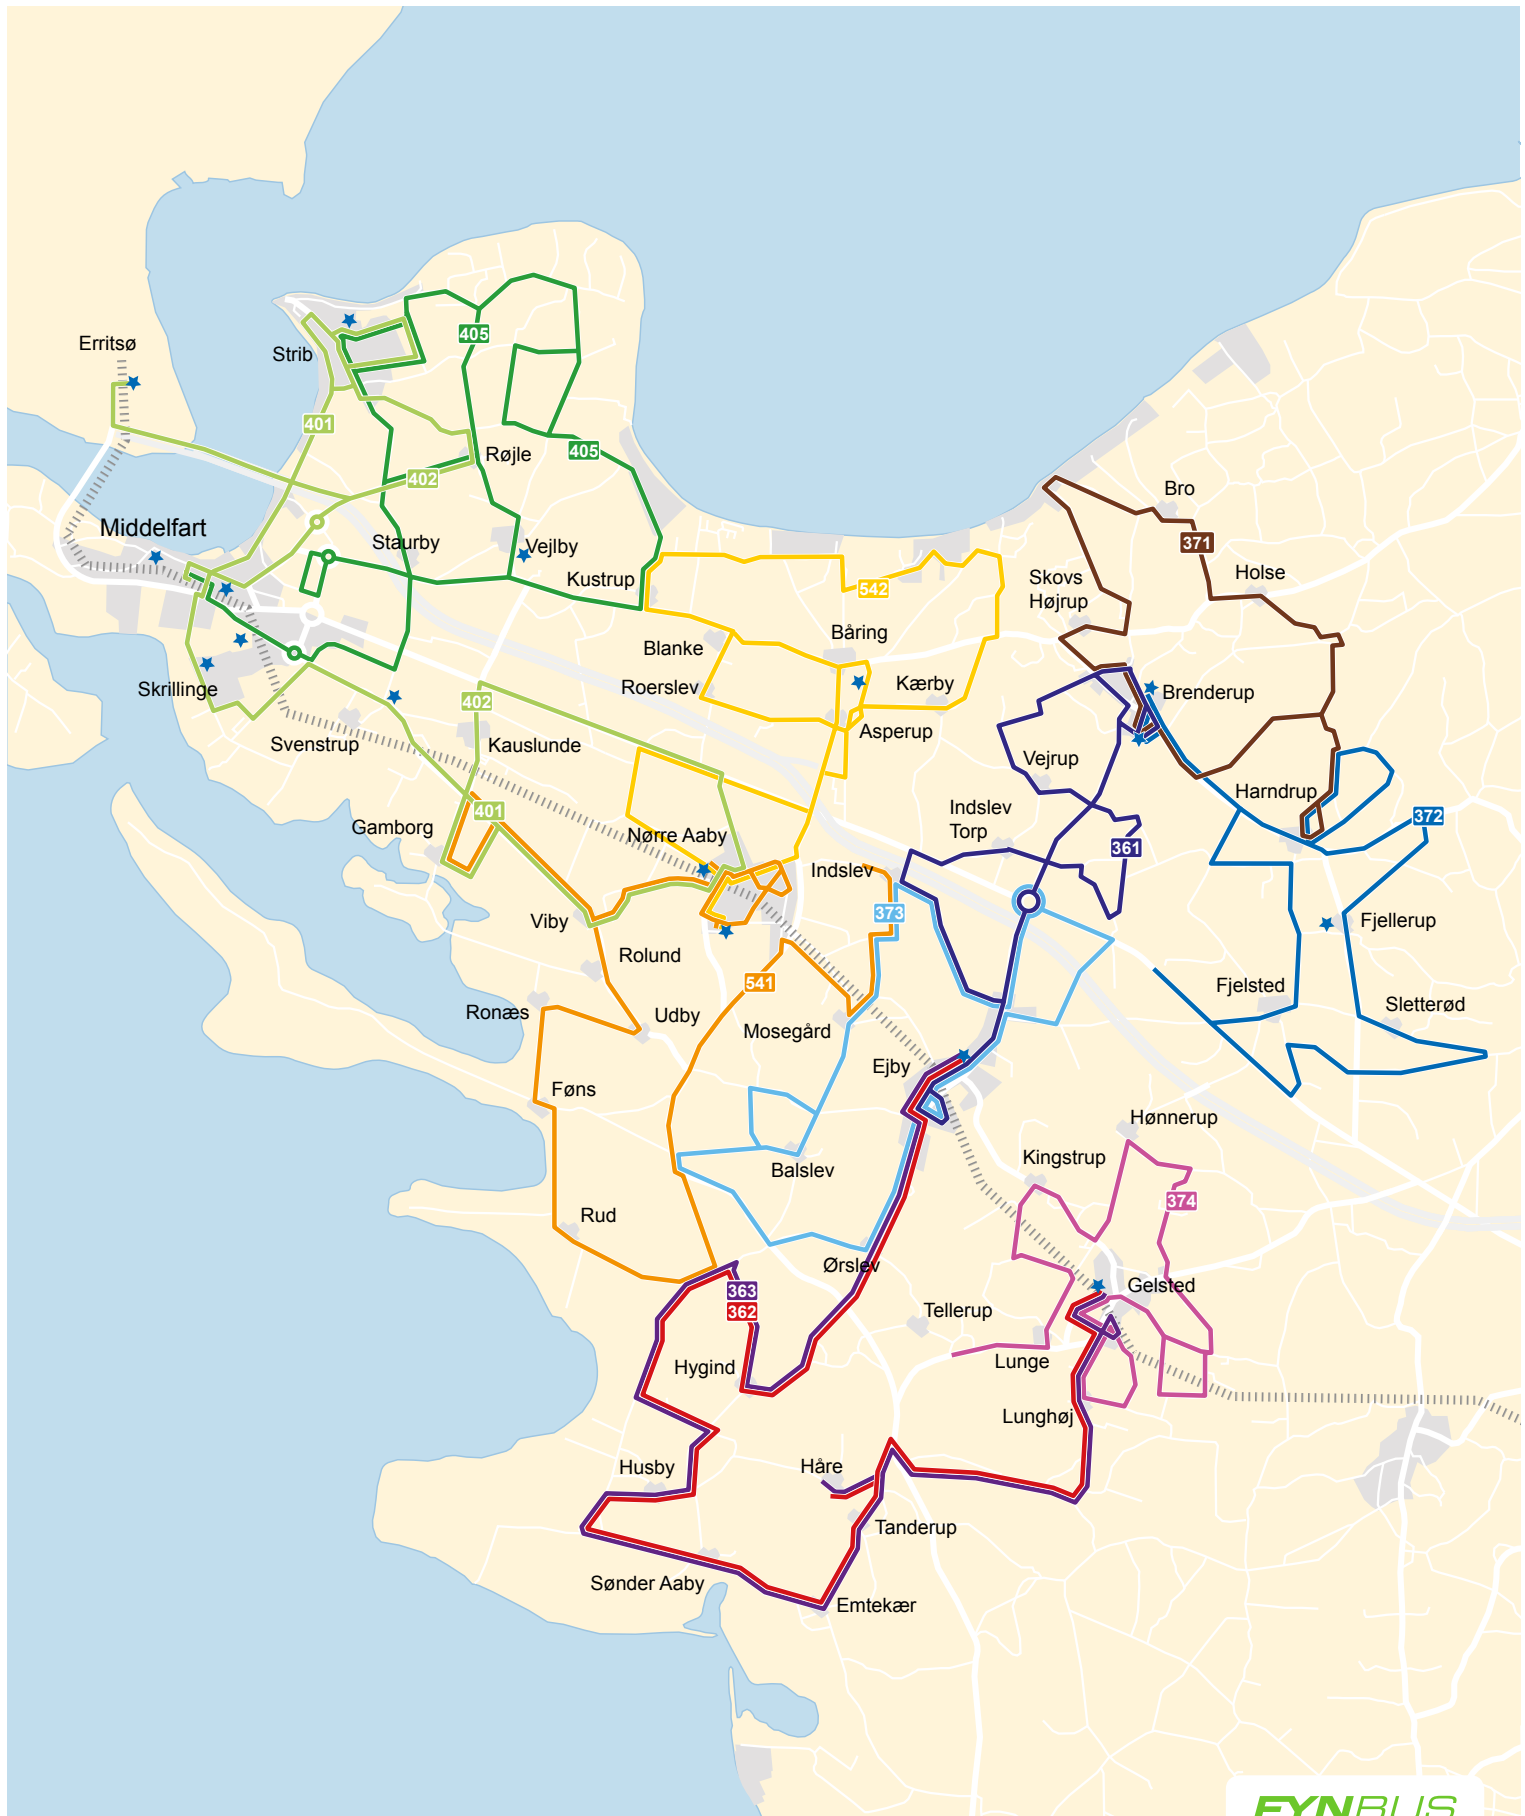 405
Erritsø
Strib
401
405
Røjle
402
Bro
Middelfart
371
Staurby
Vejlby
Holse
Kustrup
Skovs
Højrup
542
Båring
Blanke
Skrillinge
Roerslev
Kærby
Brenderup
402
Asperup
Svenstrup
Kauslunde
Vejrup
Harndrup
401
Indslev
Torp
372
Gamborg
Nørre Aaby
361
Indslev
373
Viby
Fjellerup
Rolund
541
Fjelsted
Ronæs
Udby
Mosegård
Sletterød
Ejby
Føns
Hønnerup
Kingstrup
Balslev
374
Rud
Ørslev
363
Gelsted
362
Tellerup
Hygind
Lunge
Lunghøj
Husby
Håre
Tanderup
Sønder Aaby
Emtekær
FYNBUS